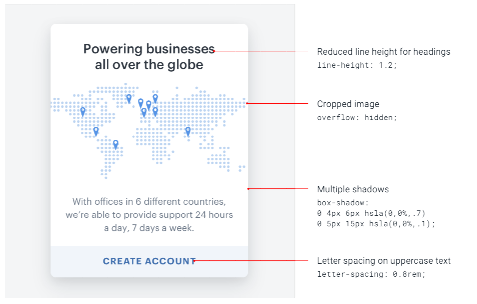 Powering businesses
all over the globe
With offices in 6 different countries,
we're able to provide support 24 hours
a day, 7 days a week.
CREATE ACCOUNT
Reduced line height for headings
line-height: 1.2;
Cropped image
overflow: hidden;
Multiple shadows
box-shadow:
0 4px 6px hsla(0,0%,.7)
0 5px 15px hsla(0,0%,.1);
Letter spacing on uppercase text
letter-spacing: 0.6rem;